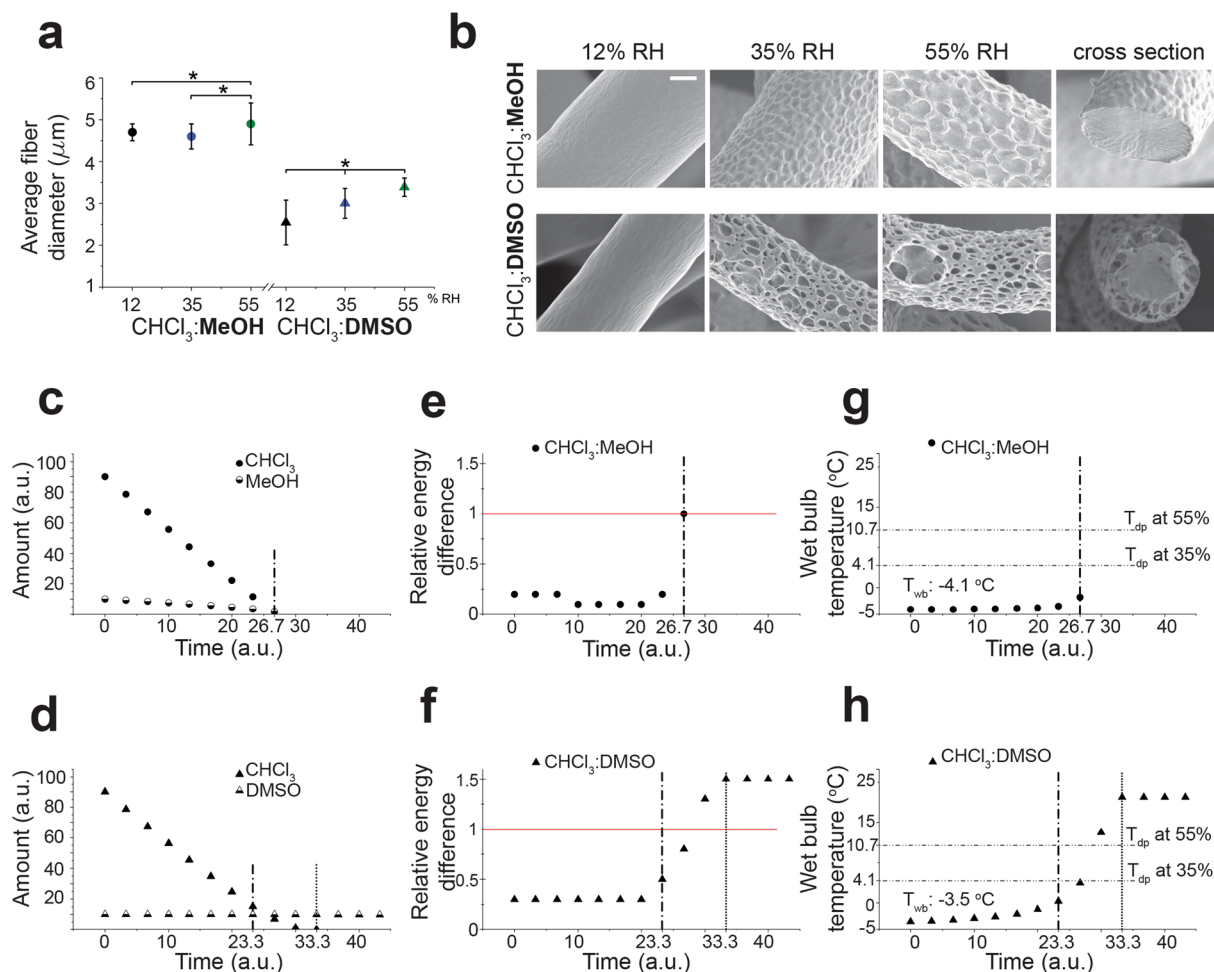 a
Average fiber
diameter (μm)
6
5
4
3
2
1
*
*
*
12
35
55
12
35
55
% RH
CHCl₃:MeOH
CHCl₃:DMSO
b
12% RH
35% RH
55% RH
cross section
CHCl₃:MeOH
CHCl₃:DMSO
c
Amount (a.u.)
100
80
60
40
20
CHCl₃
MeOH
0
10
20
26.7
30
40
Time (a.u.)
e
Relative energy
difference
1.5
1
0.5
0
CHCl₃:MeOH
0
10
20
26.7
30
40
Time (a.u.)
g
Wet bulb
temperature (°C)
25
15
10.7
4.1
0
-5
CHCl₃:MeOH
T_dp at 55%
T_dp at 35%
T_wb: -4.1 °C
0
10
20
26.7
30
40
Time (a.u.)
d
Amount (a.u.)
100
80
60
40
20
CHCl₃
DMSO
0
10
23.3
33.3
40
Time (a.u.)
f
Relative energy
difference
1.5
1
0.5
0
CHCl₃:DMSO
0
10
23.3
33.3
40
Time (a.u.)
h
Wet bulb
temperature (°C)
25
15
10.7
4.1
0
-5
CHCl₃:DMSO
T_dp at 55%
T_dp at 35%
T_wb: -3.5 °C
0
10
23.3
33.3
40
Time (a.u.)